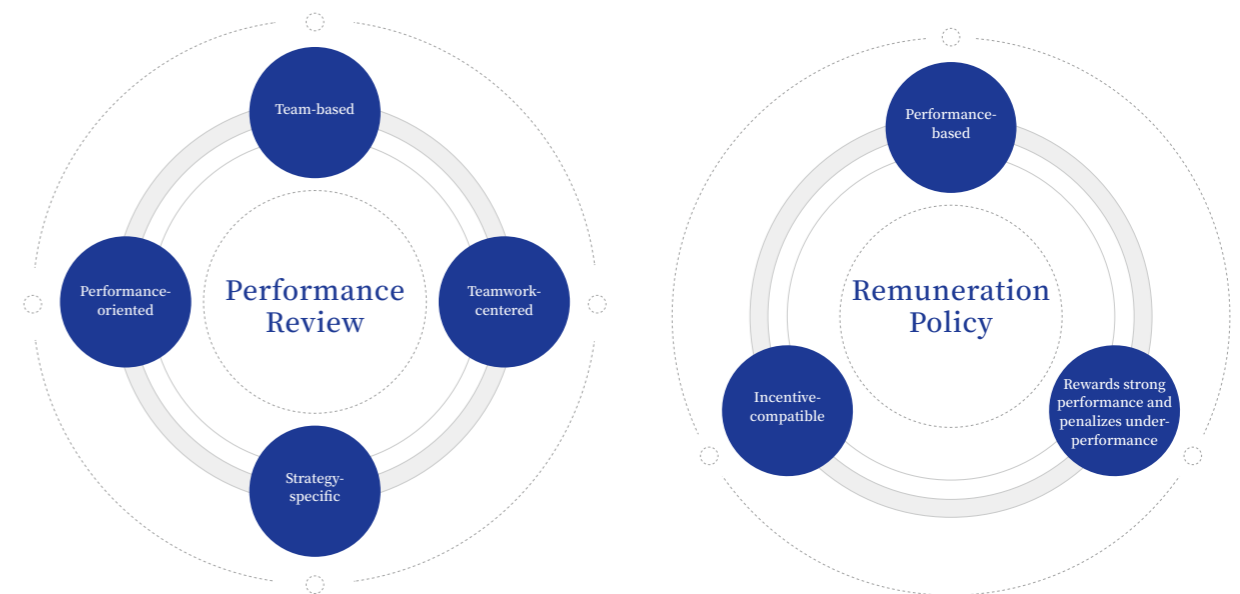 Team-based
Performance-
oriented
Performance
Review
Teamwork-
centered
Strategy-
specific
Performance-
based
Remuneration
Policy
Incentive-
compatible
Rewards strong
performance and
penalizes under-
performance